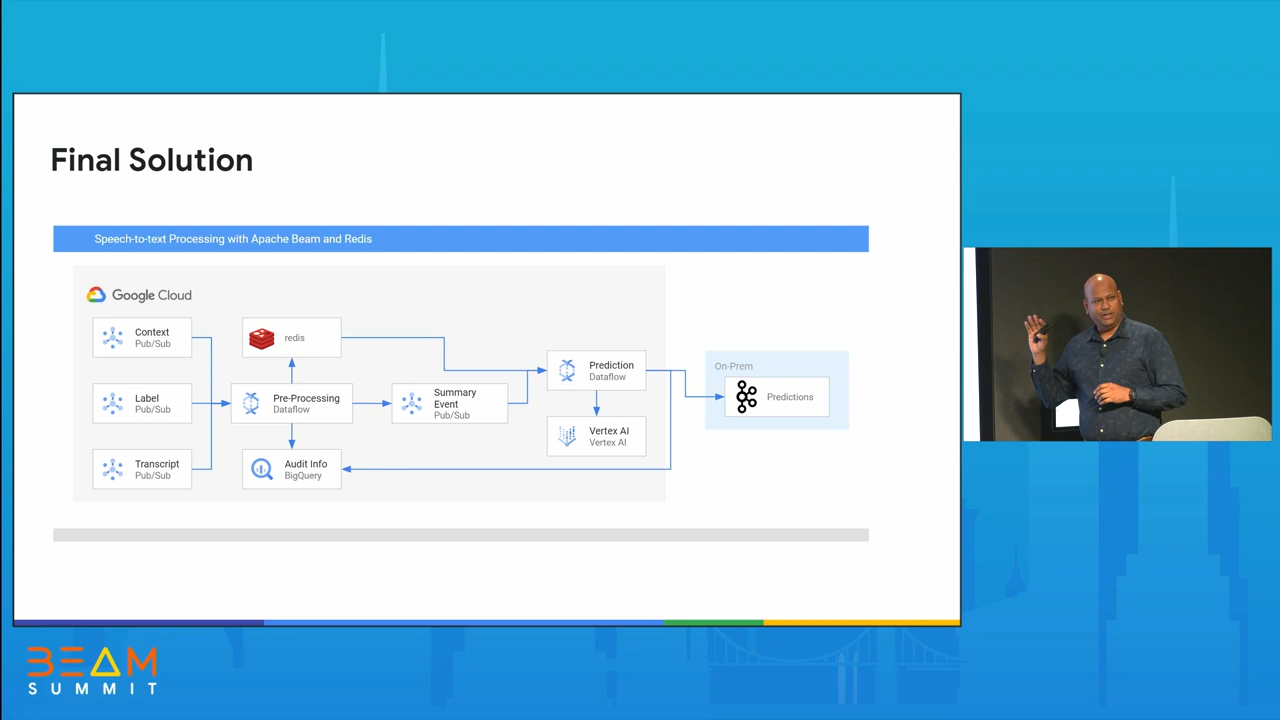 Final Solution
Speech-to-text Processing with Apache Beam and Redis
Google Cloud
Context
Pub/Sub
redis
Label
Pub/Sub
Pre-Processing
Dataflow
Summary
Event
Pub/Sub
Transcript
Pub/Sub
Audit Info
BigQuery
Prediction
Dataflow
Vertex AI
Vertex AI
On-Prem
Predictions
BEAM
SUMMIT